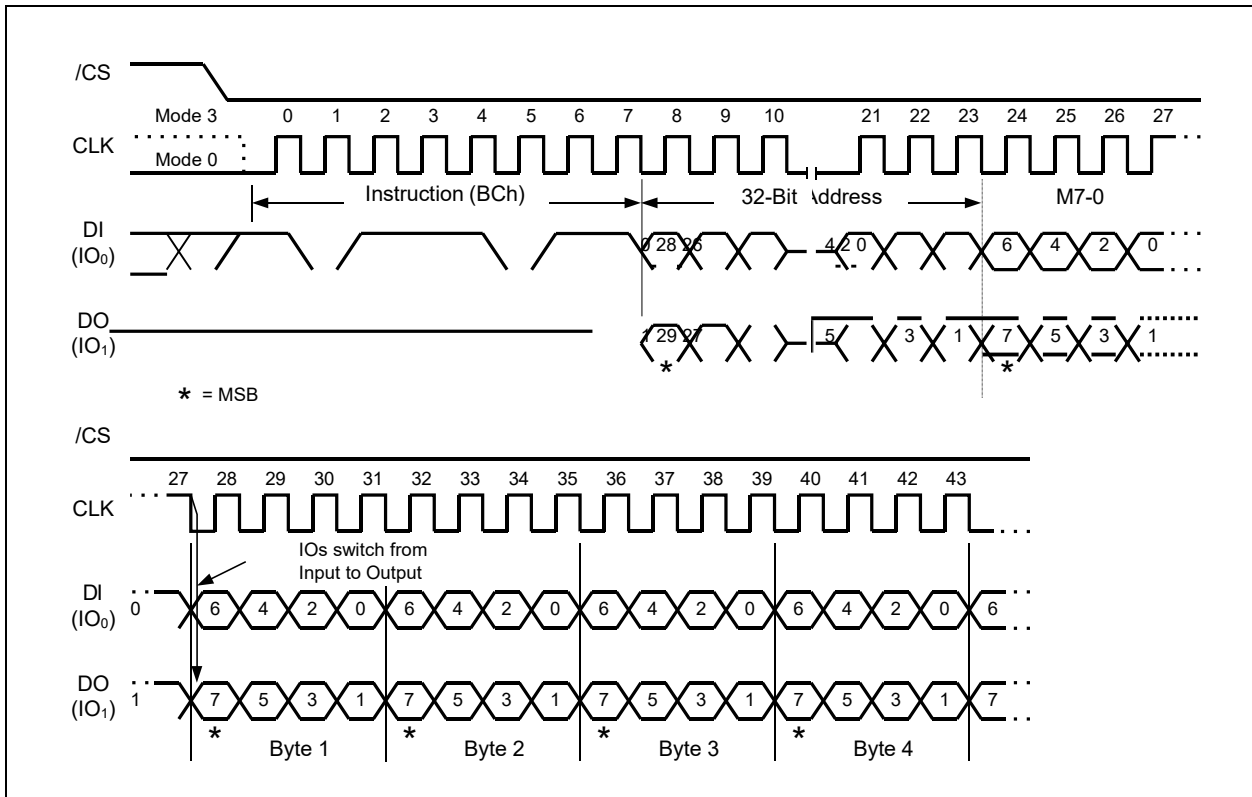 /CS
Mode 3 0 1 2 3 4 5 6 7 8 9 10 21 22 23 24 25 26 27
CLK
Mode 0
Instruction (BCh) 32-Bit Address M7-0
DI
(IO₀)
0 28 26 4 2 0 6 4 2 0
DO
(IO₁)
1 29 27 5 3 1 7 5 3 1
* *
* = MSB
/CS
27 28 29 30 31 32 33 34 35 36 37 38 39 40 41 42 43
CLK
IOs switch from
Input to Output
DI
(IO₀)
0 6 4 2 0 6 4 2 0 6 4 2 0 6 4 2 0 6
DO
(IO₁)
1 7 5 3 1 7 5 3 1 7 5 3 1 7 5 3 1 7
* * * *
Byte 1 Byte 2 Byte 3 Byte 4